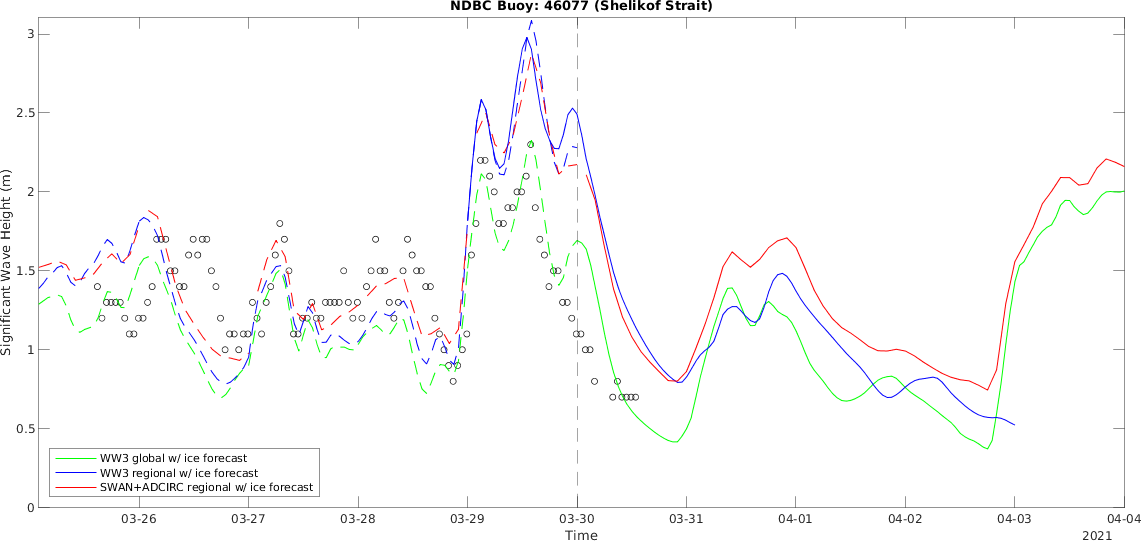 NDBC Buoy: 46077 (Shelikof Strait)
Significant Wave Height (m)
3
2.5
2
1.5
1
0.5
0
WW3 global w/ ice forecast
WW3 regional w/ ice forecast
SWAN+ADCIRC regional w/ ice forecast
03-26 03-27 03-28 03-29 03-30 03-31 04-01 04-02 04-03 04-04
Time
2021